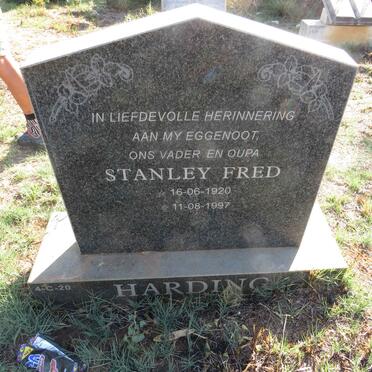 IN LIEFDEVOLLE HERINNERING
AAN MY EGGENOOT,
ONS VADER EN OUPA
STANLEY FRED
☆ 16-06-1920
✞ 11-08-1997
4-C-20
HARDING